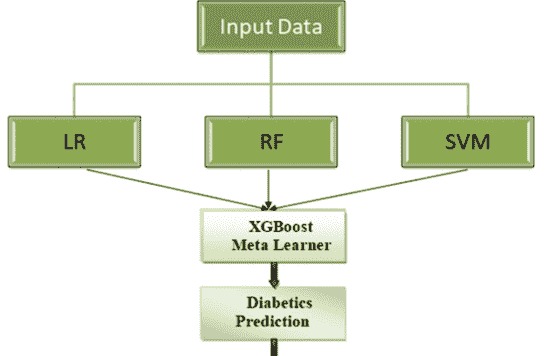 Input Data
LR
RF
SVM
XGBoost
Meta Learner
Diabetics
Prediction